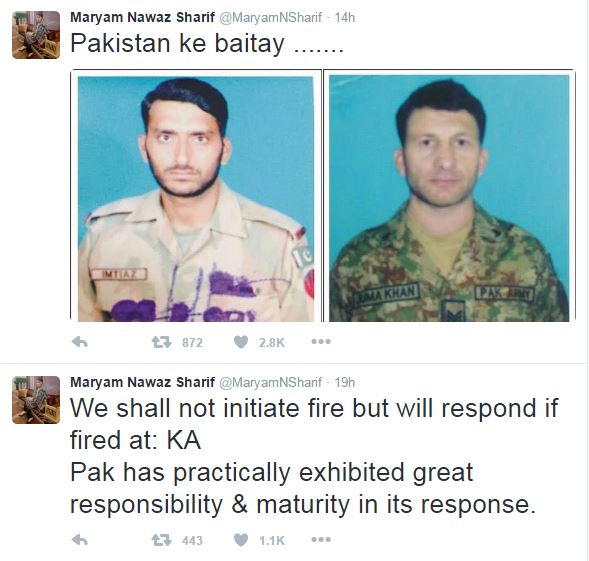 Maryam Nawaz Sharif @MaryamNSharif · 14h
Pakistan ke baitay .......
IMTIAZ
JUMA KHAN
PAK ARMY
872 2.8K
Maryam Nawaz Sharif @MaryamNSharif · 19h
We shall not initiate fire but will respond if
fired at: KA
Pak has practically exhibited great
responsibility & maturity in its response.
443 1.1K